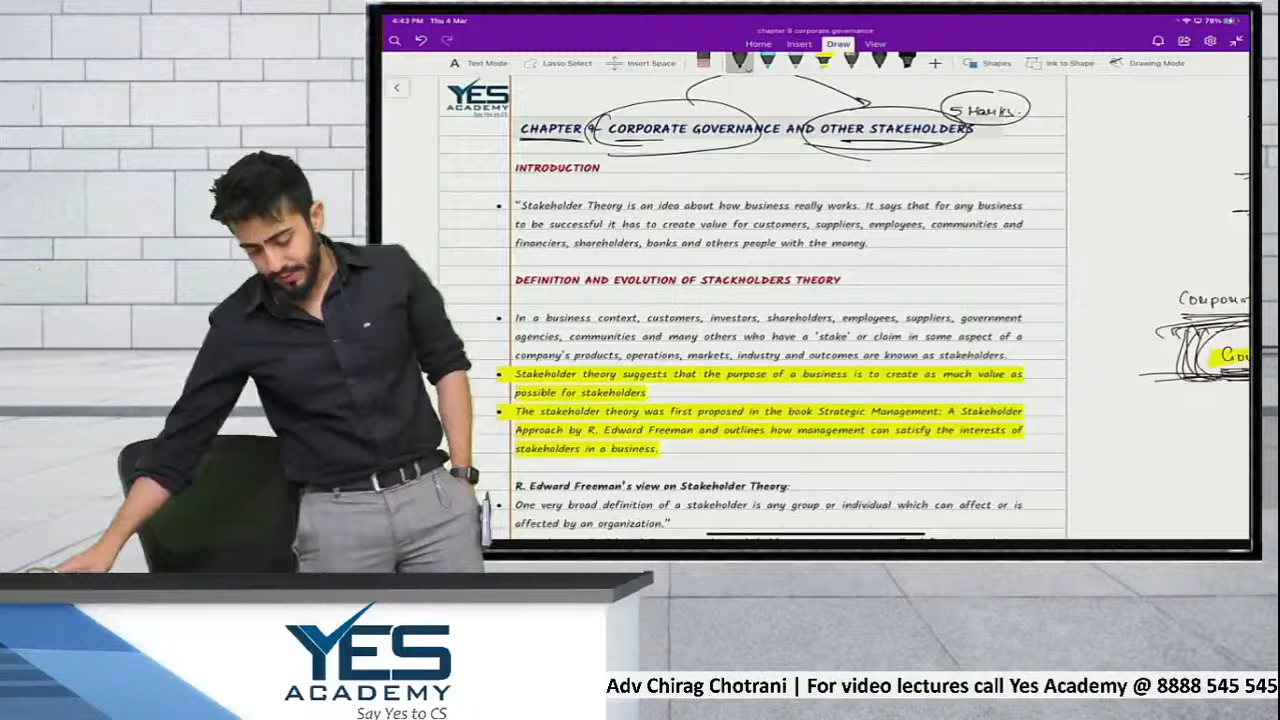 4:43 PM Thu 4 Mar
79%
chapter 8 corporate governance
Home Insert Draw View
Text Mode Lasso Select Insert Space Shapes Ink to Shape Drawing Mode
YES
ACADEMY
Say Yes to CS
5 Marks.
CHAPTER 9- CORPORATE GOVERNANCE AND OTHER STAKEHOLDERS
INTRODUCTION
• "Stakeholder Theory is an idea about how business really works. It says that for any business
to be successful it has to create value for customers, suppliers, employees, communities and
financiers, shareholders, banks and others people with the money.
DEFINITION AND EVOLUTION OF STACKHOLDERS THEORY
• In a business context, customers, investors, shareholders, employees, suppliers, government
agencies, communities and many others who have a 'stake' or claim in some aspect of a
company's products, operations, markets, industry and outcomes are known as stakeholders.
• Stakeholder theory suggests that the purpose of a business is to create as much value as
possible for stakeholders
• The stakeholder theory was first proposed in the book Strategic Management: A Stakeholder
Approach by R. Edward Freeman and outlines how management can satisfy the interests of
stakeholders in a business.
R. Edward Freeman's view on Stakeholder Theory:
• One very broad definition of a stakeholder is any group or individual which can affect or is
affected by an organization."
Corpora
Go
YES
ACADEMY
Say Yes to CS
Adv Chirag Chotrani | For video lectures call Yes Academy @ 8888 545 545